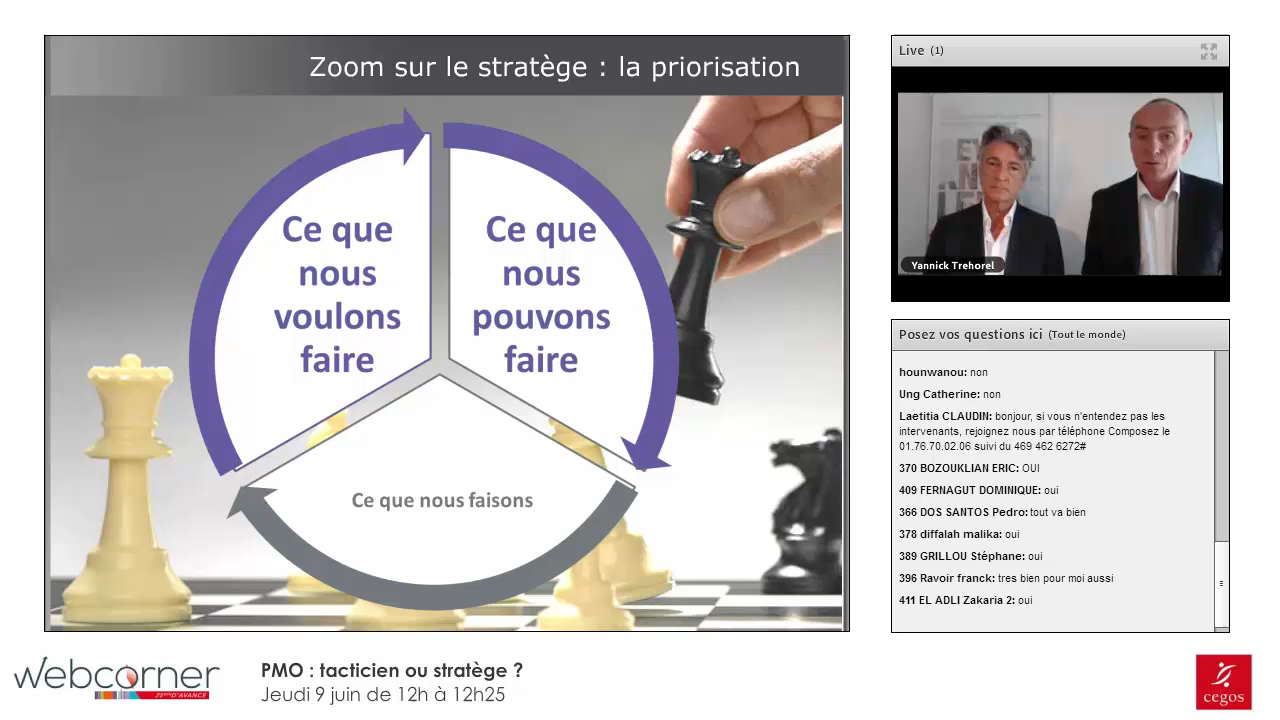 Zoom sur le stratège : la priorisation
Ce que
nous
voulons
faire
Ce que
nous
pouvons
faire
Ce que nous faisons
Live (1)
Yannick Trehorel
Posez vos questions ici (Tout le monde)
hounwanou: non
Ung Catherine: non
Laetitia CLAUDIN: bonjour, si vous n'entendez pas les
intervenants, rejoignez nous par téléphone Composez le
01.76.70.02.06 suivi du 469 462 6272#
370 BOZOUKLIAN ERIC: OUI
409 FERNAGUT DOMINIQUE: oui
366 DOS SANTOS Pedro: tout va bien
378 diffalah malika: oui
389 GRILLOU Stéphane: oui
396 Ravoir franck: tres bien pour moi aussi
411 EL ADLI Zakaria 2: oui
webcorner
PMO : tacticien ou stratège ?
Jeudi 9 juin de 12h à 12h25
cegos